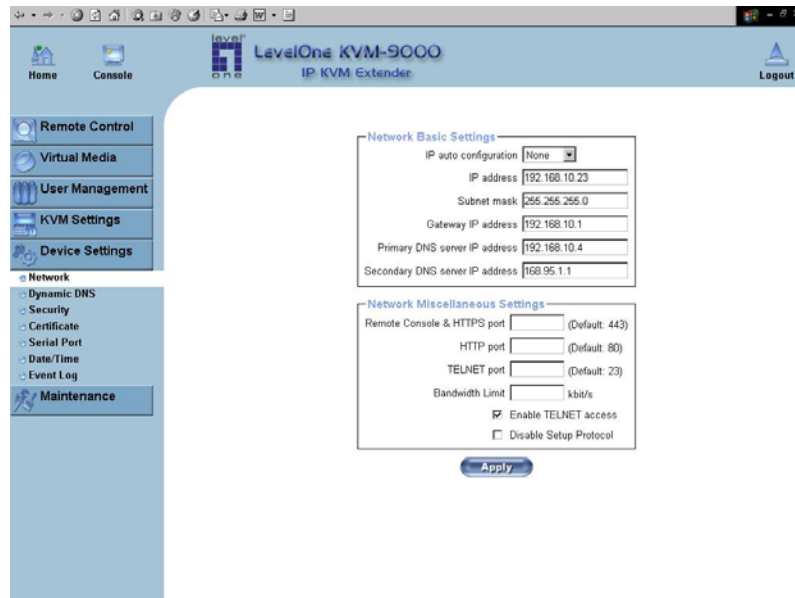 level
one
LevelOne KVM-9000
IP KVM Extender
Home
Console
Logout
Remote Control
Virtual Media
User Management
KVM Settings
Device Settings
Network
Dynamic DNS
Security
Certificate
Serial Port
Date/Time
Event Log
Maintenance
Network Basic Settings
IP auto configuration None
IP address 192.168.10.23
Subnet mask 255.255.255.0
Gateway IP address 192.168.10.1
Primary DNS server IP address 192.168.10.4
Secondary DNS server IP address 168.95.1.1
Network Miscellaneous Settings
Remote Console & HTTPS port (Default: 443)
HTTP port (Default: 80)
TELNET port (Default: 23)
Bandwidth Limit kbit/s
Enable TELNET access
Disable Setup Protocol
Apply